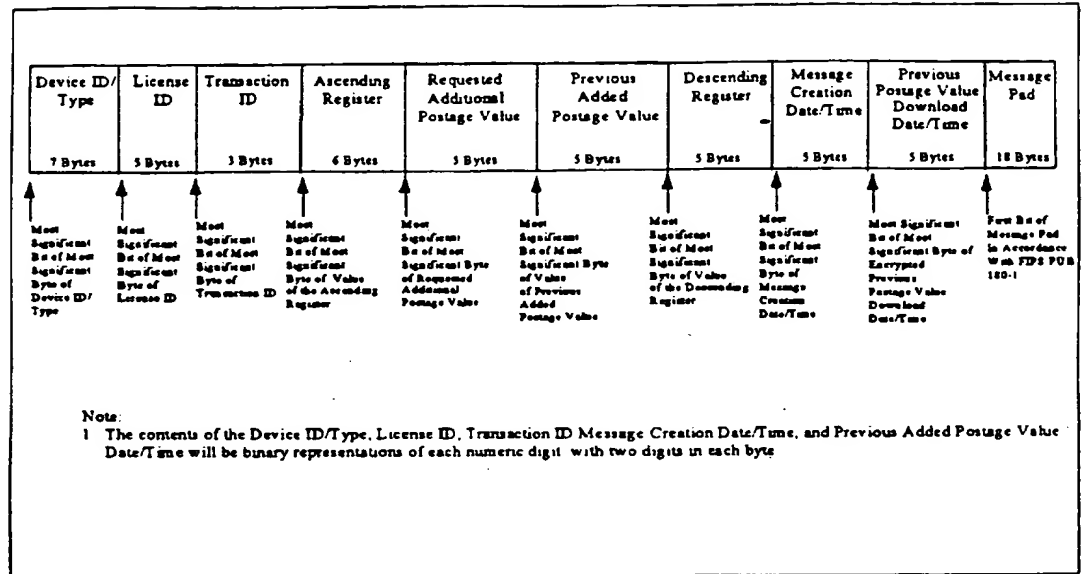 Device ID/
Type
7 Bytes
License
ID
5 Bytes
Transaction
ID
3 Bytes
Ascending
Register
6 Bytes
Requested
Additional
Postage Value
5 Bytes
Previous
Added
Postage Value
5 Bytes
Descending
Register
5 Bytes
Message
Creation
Date/Time
5 Bytes
Previous
Postage Value
Download
Date/Time
5 Bytes
Message
Pad
18 Bytes
Most
Significant
Bit of Most
Significant
Byte of
Device ID/
Type
Most
Significant
Bit of Most
Significant
Byte of
License ID
Most
Significant
Bit of Most
Significant
Byte of
Transaction ID
Most
Significant
Bit of Most
Significant
Byte of Value
of the Ascending
Register
Most
Significant
Bit of Most
Significant Byte
of Requested
Additional
Postage Value
Most
Significant
Bit of Most
Significant Byte
of Value
of Previous
Added
Postage Value
Most
Significant
Bit of Most
Significant
Byte of Value
of the Descending
Register
Most
Significant
Bit of Most
Significant
Byte of
Message
Creation
Date/Time
Most Significant
Bit of Most
Significant Byte of
Encrypted
Previous
Postage Value
Download
Date/Time
First Bit of
Message Pad
in Accordance
With FIPS PUB
180-1
Note:
1 The contents of the Device ID/Type, License ID, Transaction ID Message Creation Date/Time, and Previous Added Postage Value
Date/Time will be binary representations of each numeric digit with two digits in each byte